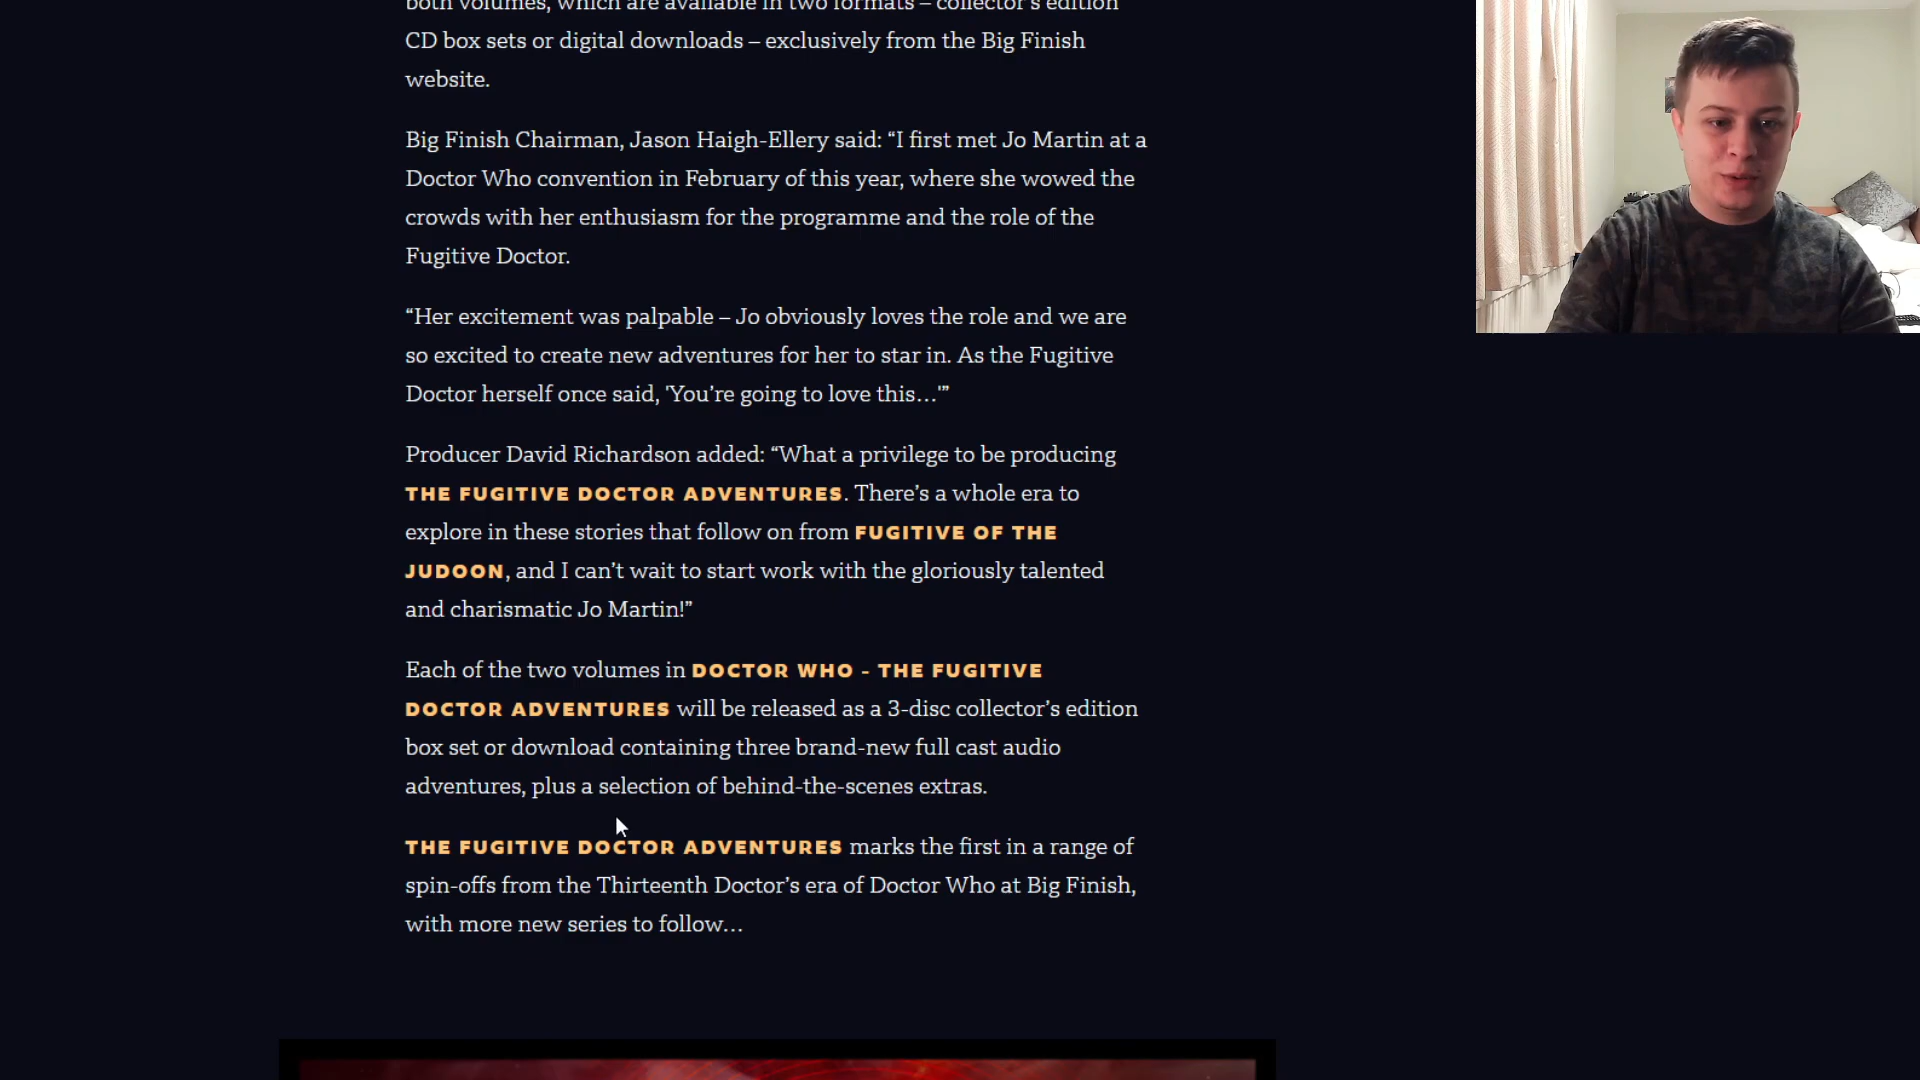 both volumes, which are available in two formats – collector's edition
CD box sets or digital downloads – exclusively from the Big Finish
website.
Big Finish Chairman, Jason Haigh-Ellery said: “I first met Jo Martin at a
Doctor Who convention in February of this year, where she wowed the
crowds with her enthusiasm for the programme and the role of the
Fugitive Doctor.
“Her excitement was palpable – Jo obviously loves the role and we are
so excited to create new adventures for her to star in. As the Fugitive
Doctor herself once said, 'You’re going to love this…'”
Producer David Richardson added: “What a privilege to be producing
THE FUGITIVE DOCTOR ADVENTURES. There’s a whole era to
explore in these stories that follow on from FUGITIVE OF THE
JUDOON, and I can’t wait to start work with the gloriously talented
and charismatic Jo Martin!”
Each of the two volumes in DOCTOR WHO - THE FUGITIVE
DOCTOR ADVENTURES will be released as a 3-disc collector’s edition
box set or download containing three brand-new full cast audio
adventures, plus a selection of behind-the-scenes extras.
THE FUGITIVE DOCTOR ADVENTURES marks the first in a range of
spin-offs from the Thirteenth Doctor’s era of Doctor Who at Big Finish,
with more new series to follow…